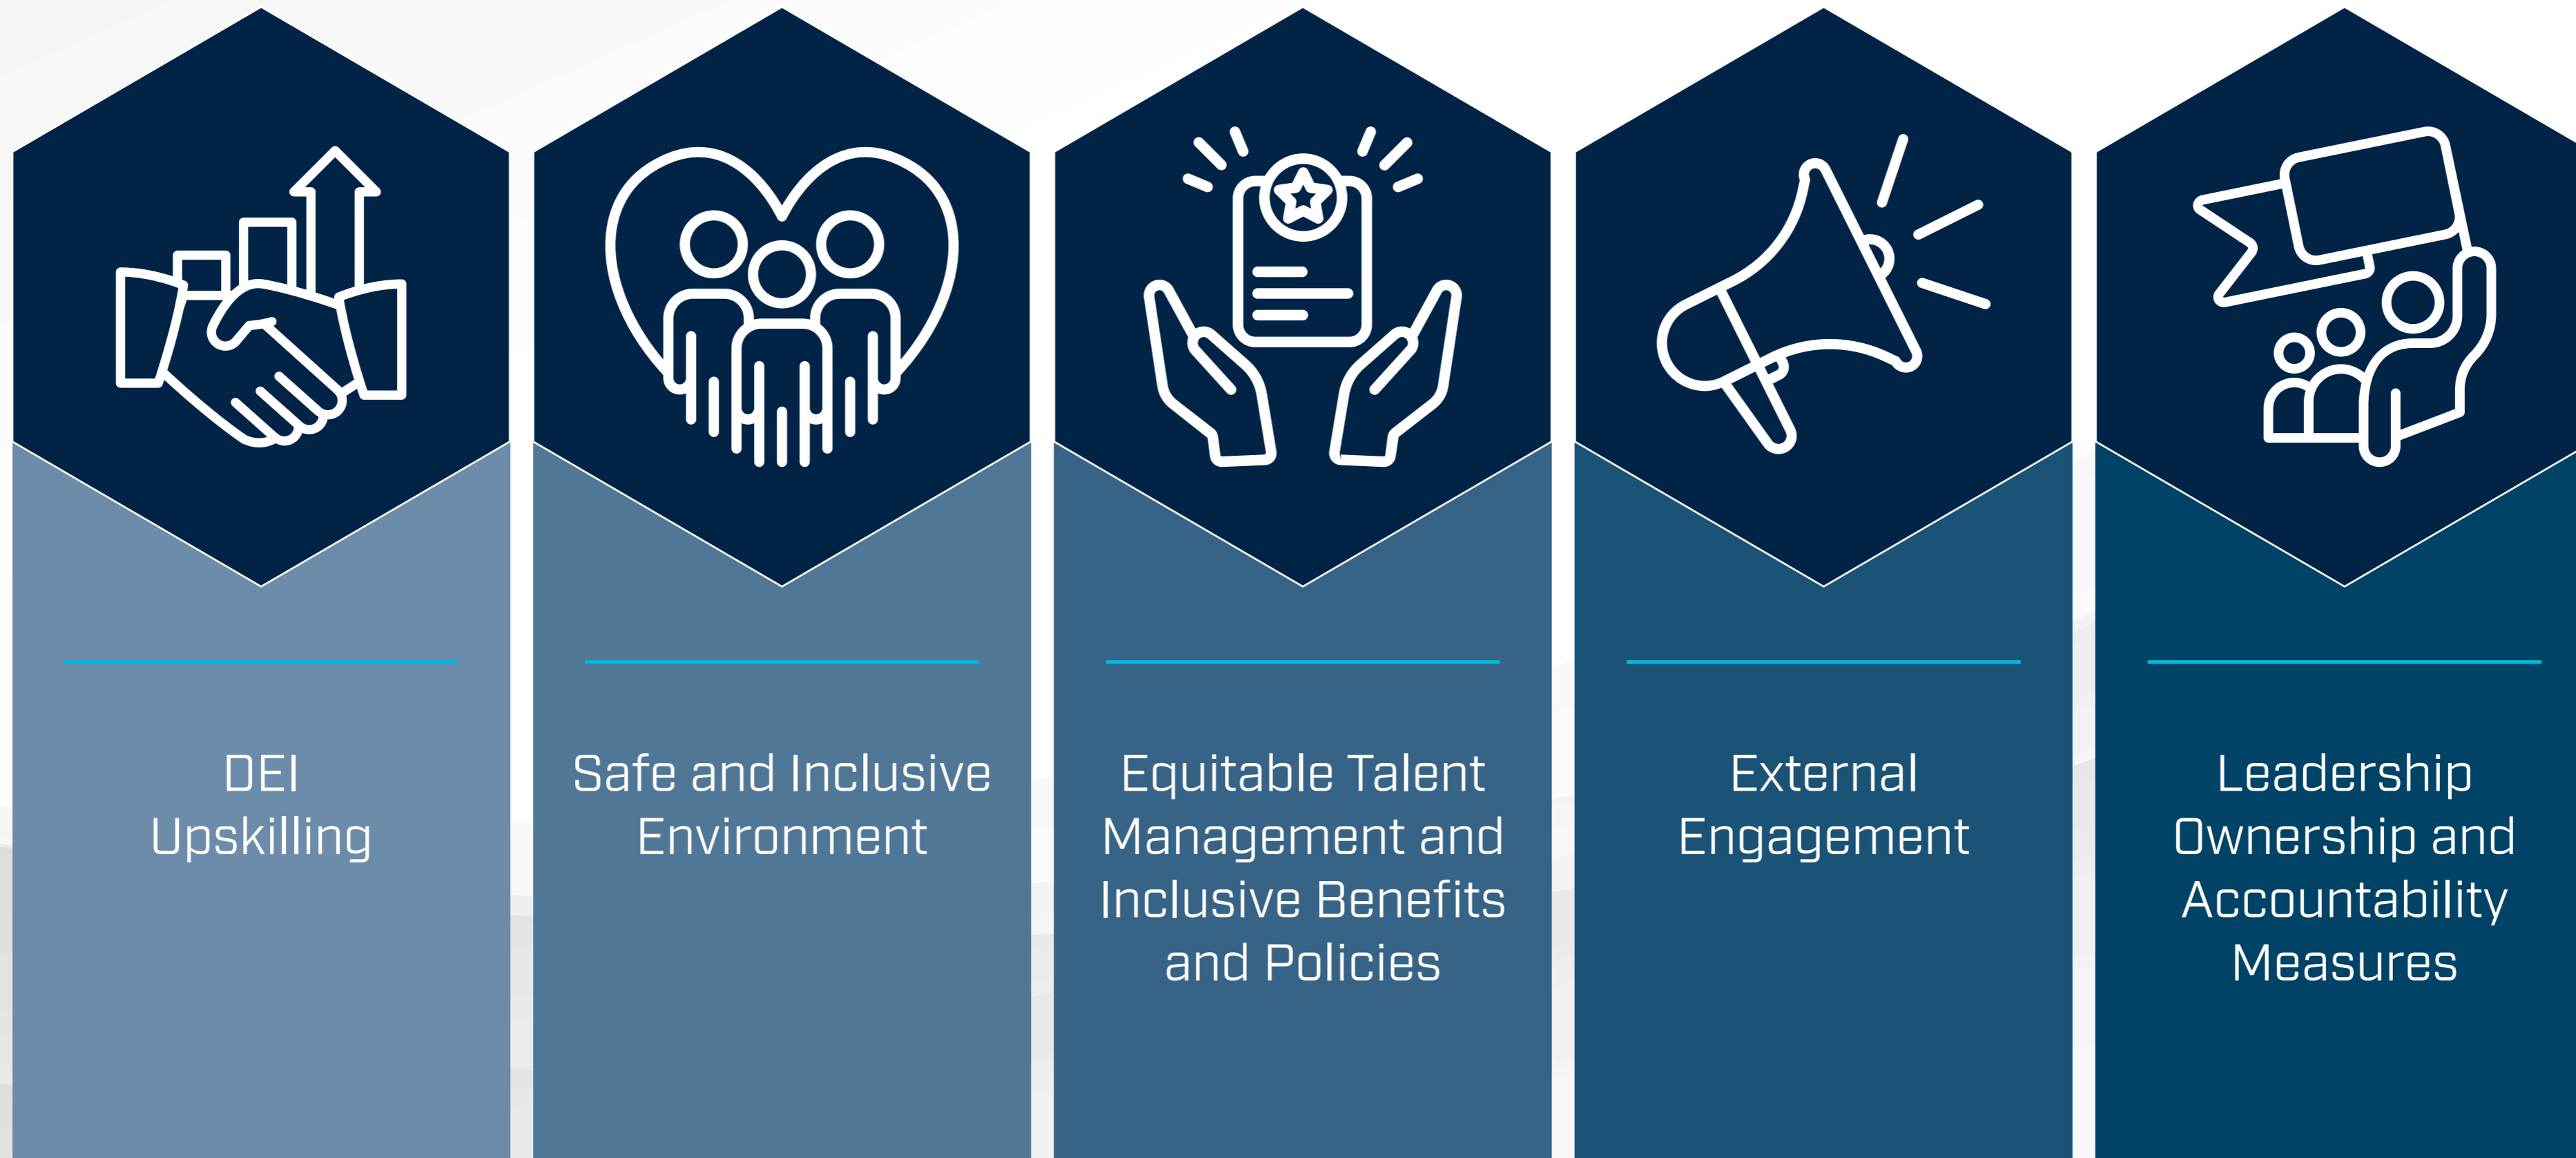 DEI
Upskilling
Safe and Inclusive
Environment
Equitable Talent
Management and
Inclusive Benefits
and Policies
External
Engagement
Leadership
Ownership and
Accountability
Measures